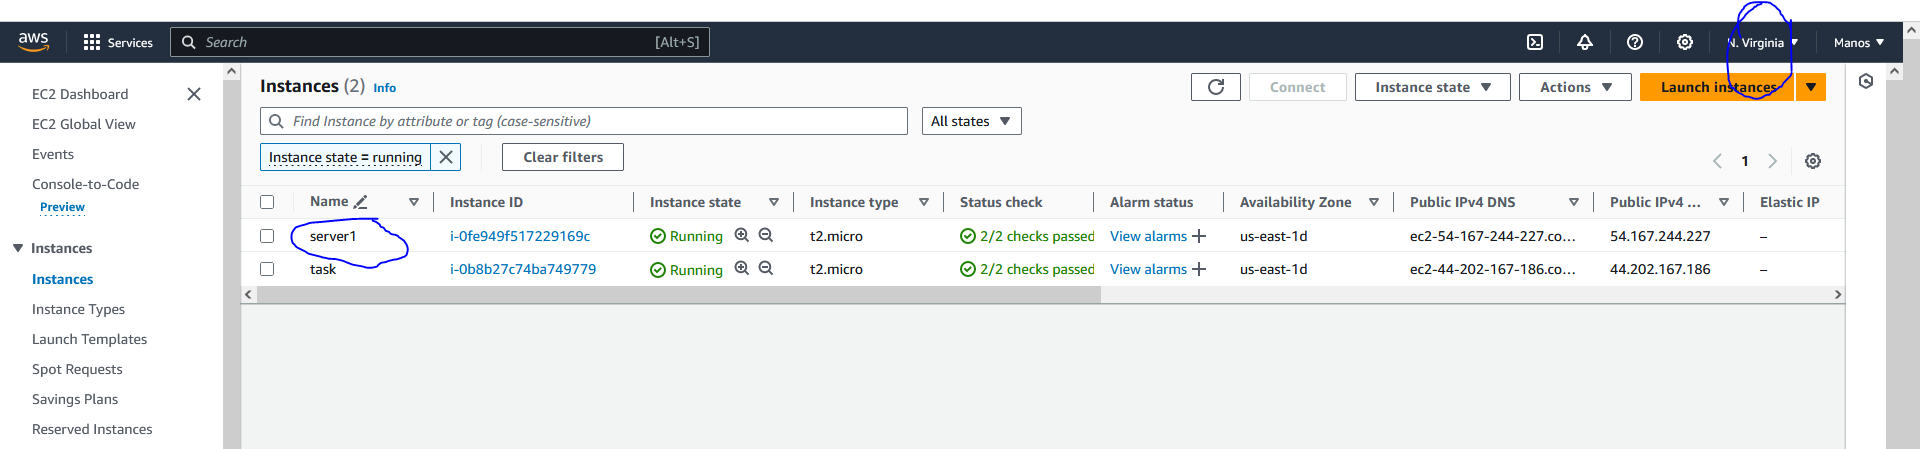 aws Services Search [Alt+S] N. Virginia Manos
EC2 Dashboard
EC2 Global View
Events
Console-to-Code
Preview
Instances
Instances
Instance Types
Launch Templates
Spot Requests
Savings Plans
Reserved Instances
Instances (2) Info Connect Instance state Actions Launch instances
Find Instance by attribute or tag (case-sensitive) All states
Instance state = running Clear filters 1
Name Instance ID Instance state Instance type Status check Alarm status Availability Zone Public IPv4 DNS Public IPv4 ... Elastic IP
server1 i-0fe949f517229169c Running t2.micro 2/2 checks passed View alarms + us-east-1d ec2-54-167-244-227.co... 54.167.244.227 –
task i-0b8b27c74ba749779 Running t2.micro 2/2 checks passed View alarms + us-east-1d ec2-44-202-167-186.co... 44.202.167.186 –